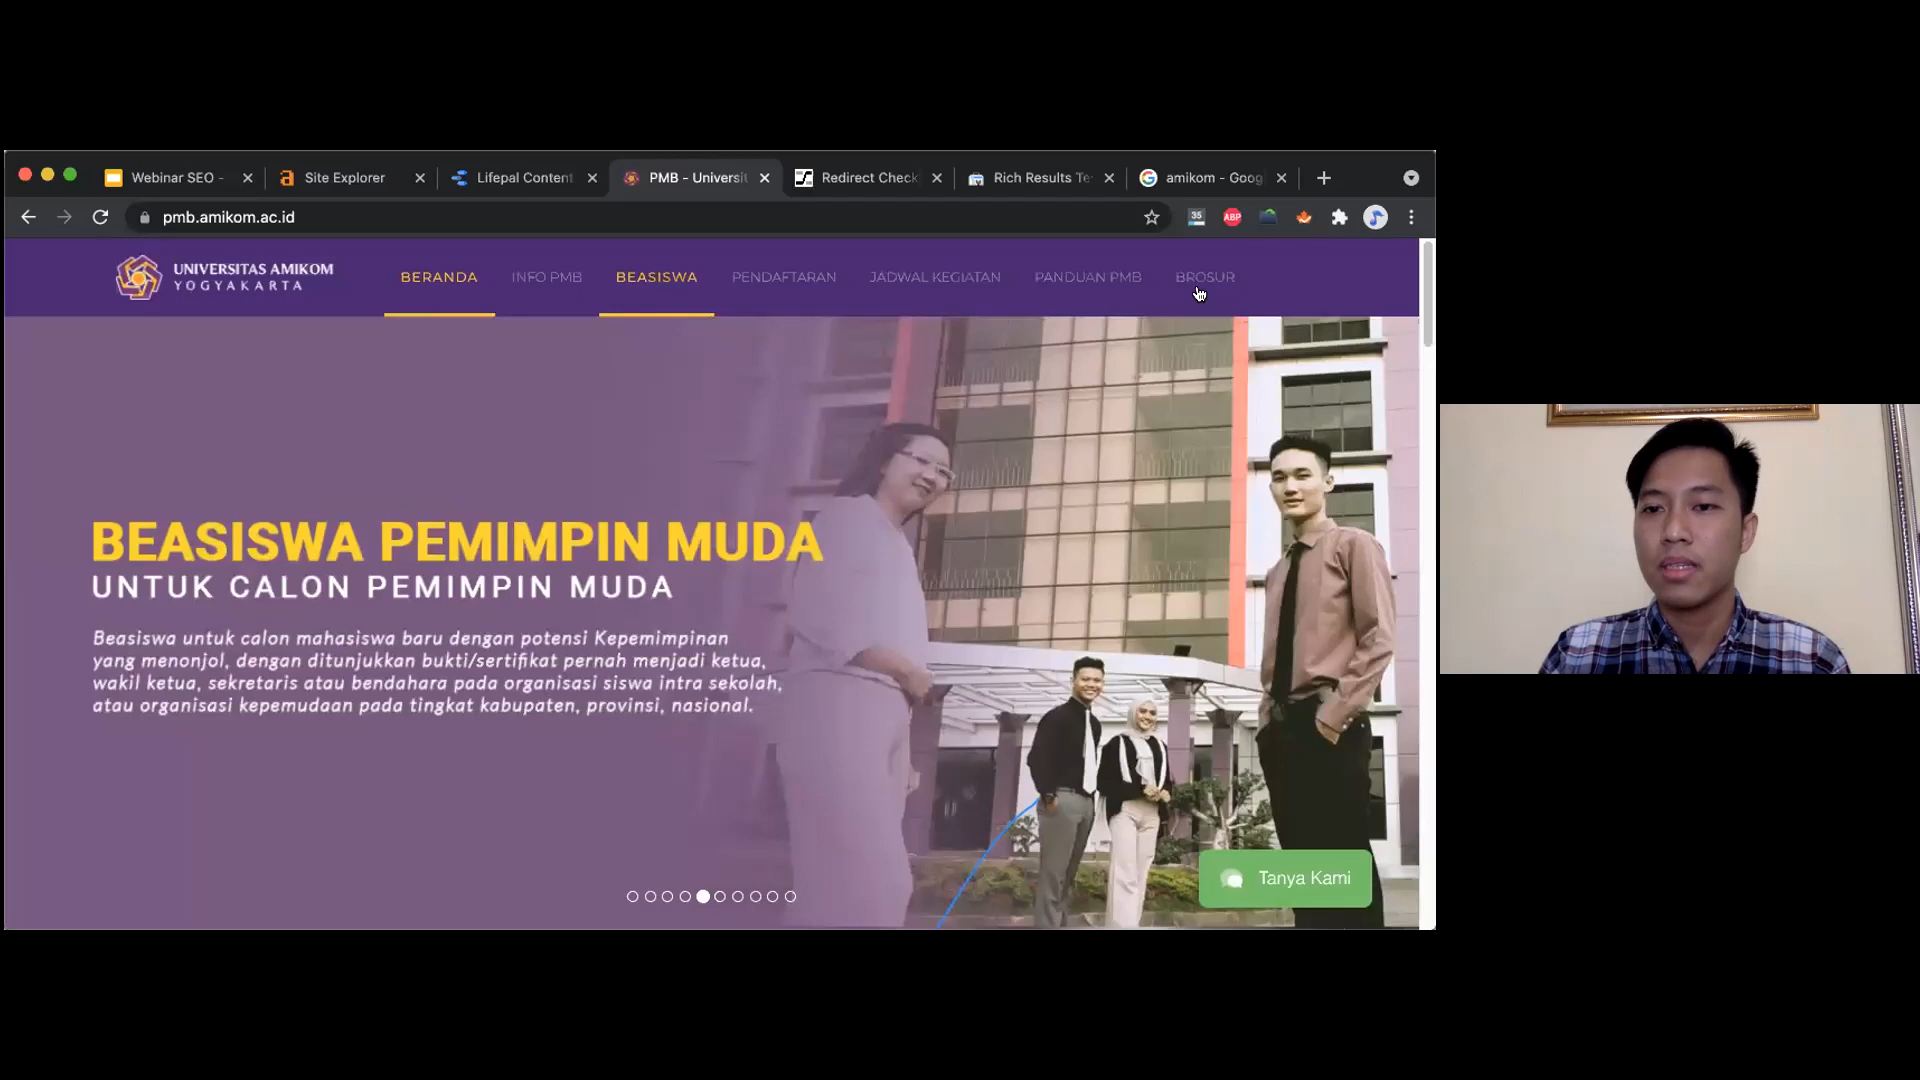 Webinar SEO -
Site Explorer
Lifepal Content
PMB - Universit
Redirect Check
Rich Results Te
amikom - Goog
pmb.amikom.ac.id
35
ABP
UNIVERSITAS AMIKOM
YOGYAKARTA
BERANDA
INFO PMB
BEASISWA
PENDAFTARAN
JADWAL KEGIATAN
PANDUAN PMB
BROSUR
BEASISWA PEMIMPIN MUDA
UNTUK CALON PEMIMPIN MUDA
Beasiswa untuk calon mahasiswa baru dengan potensi Kepemimpinan
yang menonjol, dengan ditunjukkan bukti/sertifikat pernah menjadi ketua,
wakil ketua, sekretaris atau bendahara pada organisasi siswa intra sekolah,
atau organisasi kepemudaan pada tingkat kabupaten, provinsi, nasional.
Tanya Kami